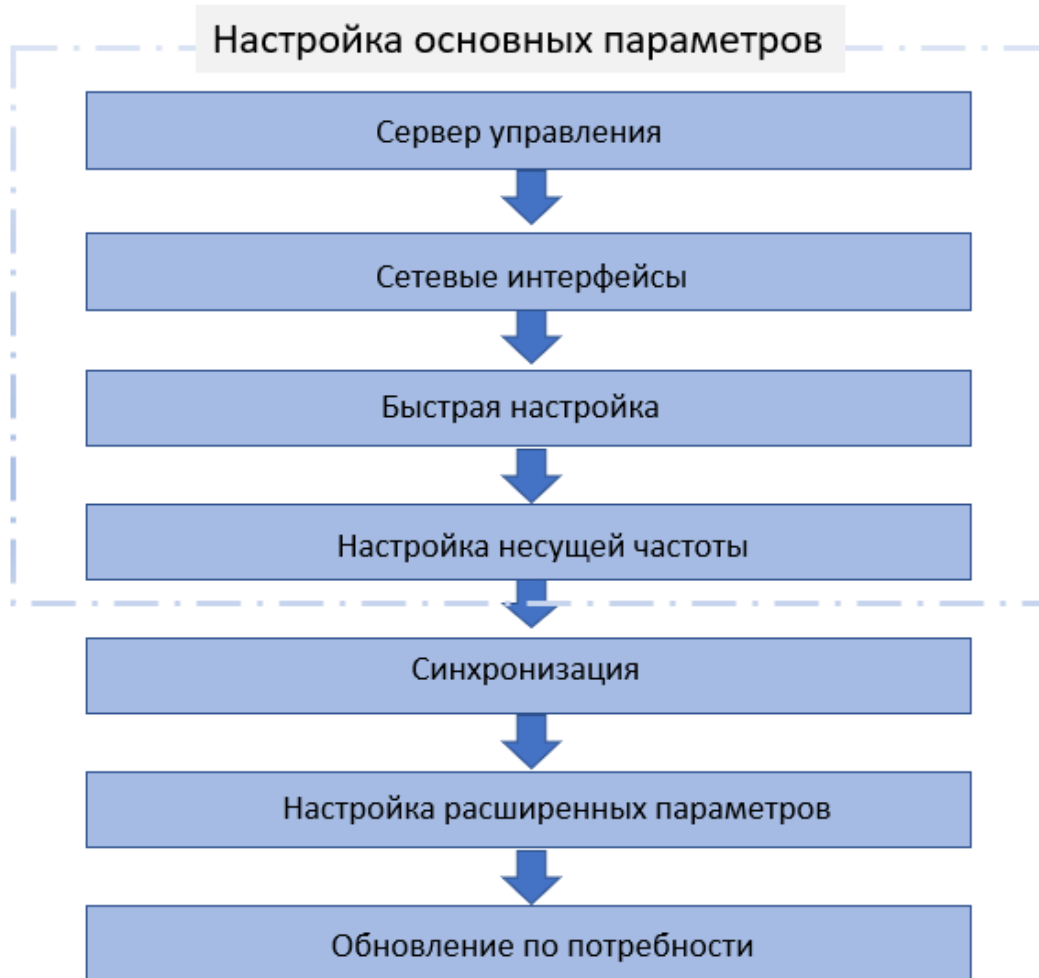 Настройка основных параметров
Сервер управления
Сетевые интерфейсы
Быстрая настройка
Настройка несущей частоты
Синхронизация
Настройка расширенных параметров
Обновление по потребности